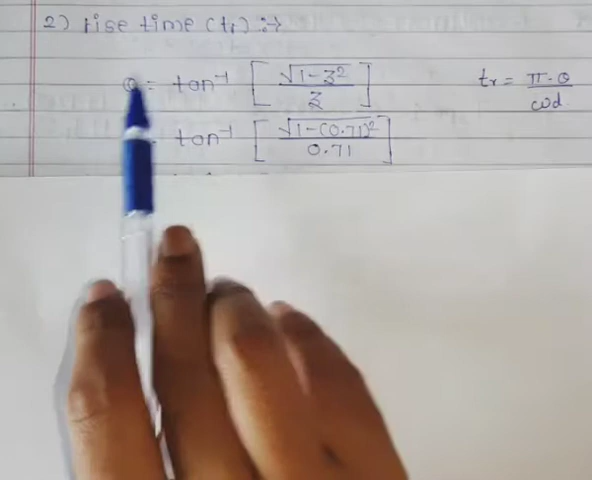 2) rise time (tr) :→
θ = tan⁻¹ [ √1-ζ² / ζ ] tr = π-θ / ωd
= tan⁻¹ [ √1-(0.71)² / 0.71 ]